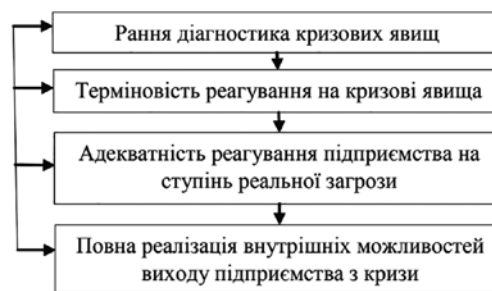 Рання діагностика кризових явищ
Терміновість реагування на кризові явища
Адекватність реагування підприємства на
ступінь реальної загрози
Повна реалізація внутрішніх можливостей
виходу підприємства з кризи